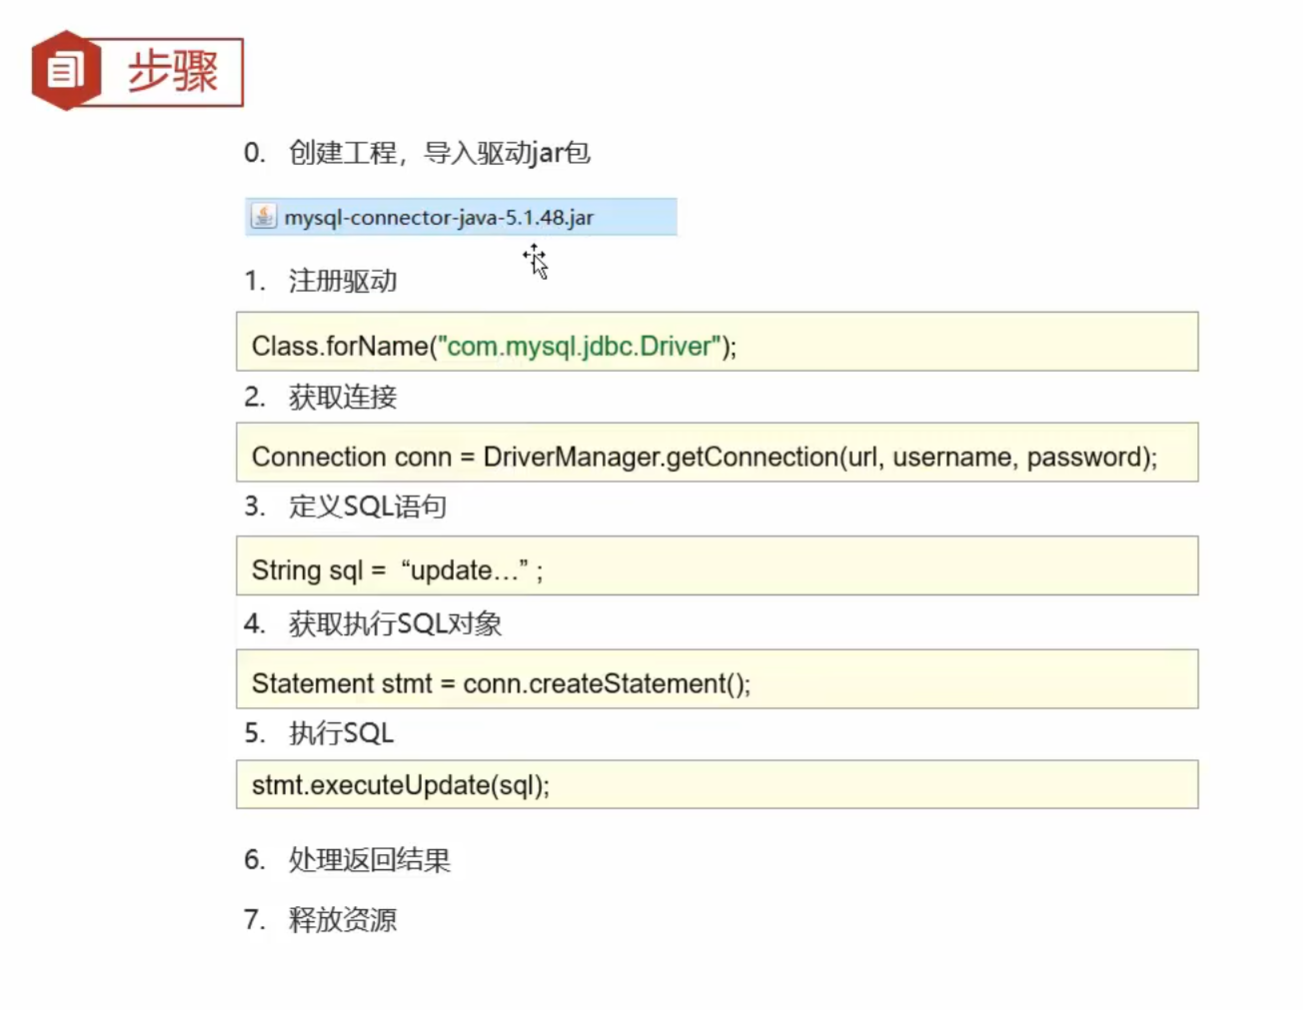 步骤
0. 创建工程，导入驱动jar包
mysql-connector-java-5.1.48.jar
1. 注册驱动
Class.forName("com.mysql.jdbc.Driver");
2. 获取连接
Connection conn = DriverManager.getConnection(url, username, password);
3. 定义SQL语句
String sql = “update…” ;
4. 获取执行SQL对象
Statement stmt = conn.createStatement();
5. 执行SQL
stmt.executeUpdate(sql);
6. 处理返回结果
7. 释放资源